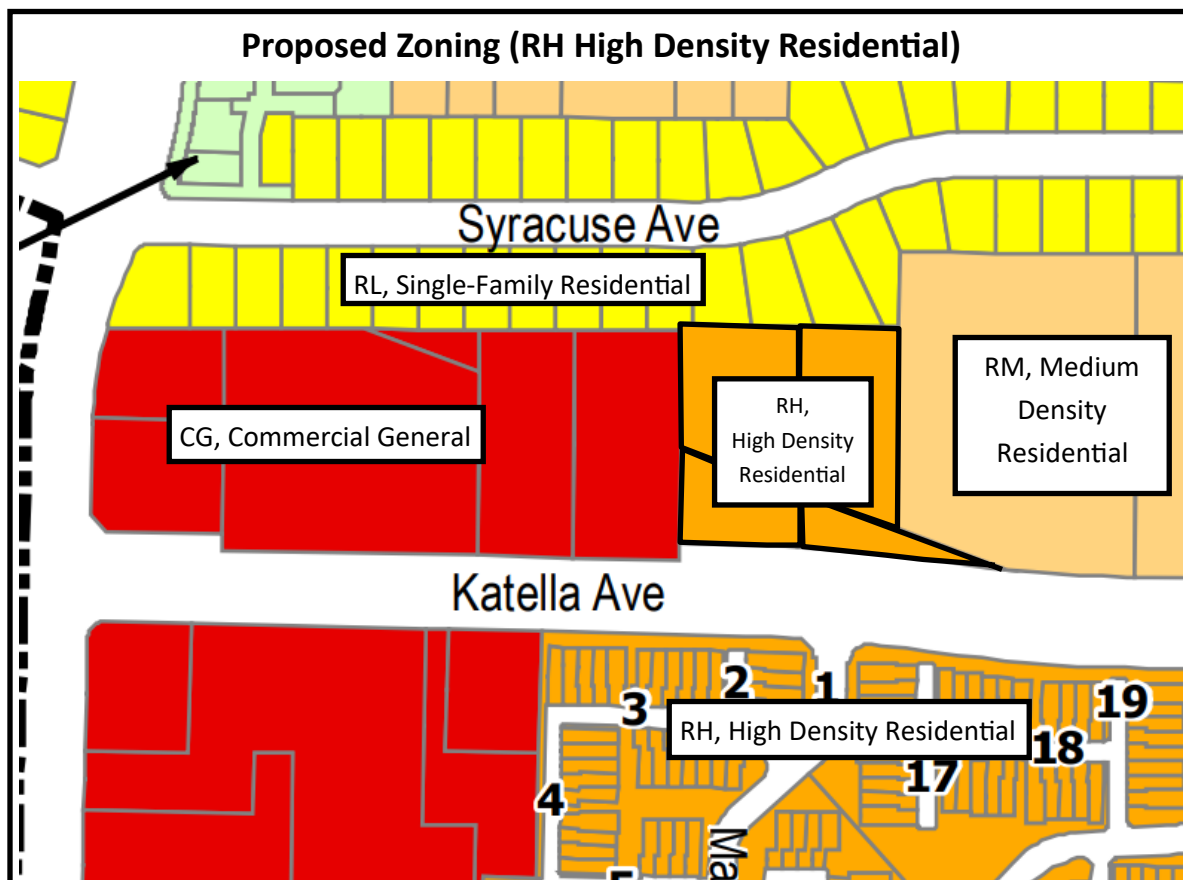 Proposed Zoning (RH High Density Residential)
Syracuse Ave
RL, Single-Family Residential
RM, Medium
Density
Residential
RH,
High Density
Residential
CG, Commercial General
Katella Ave
2
1
19
3
RH, High Density Residential
18
17
4
Ma